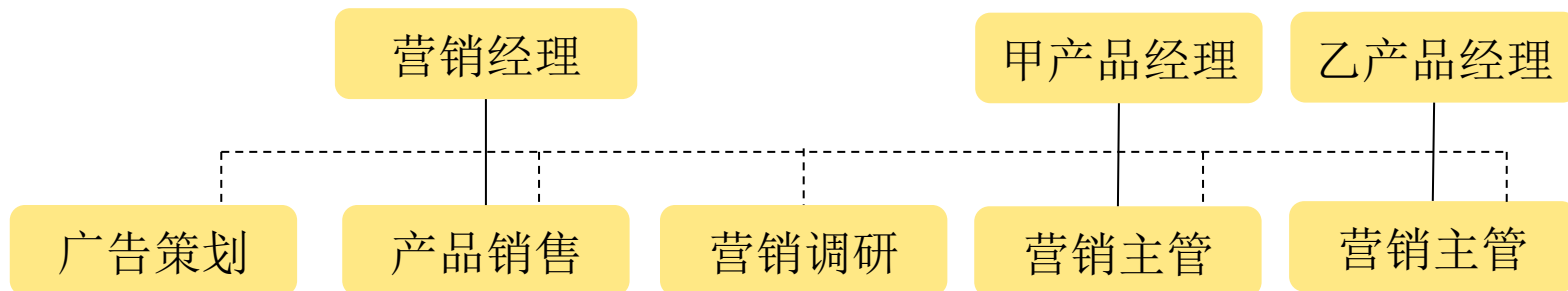 营销经理
甲产品经理
乙产品经理
广告策划
产品销售
营销调研
营销主管
营销主管